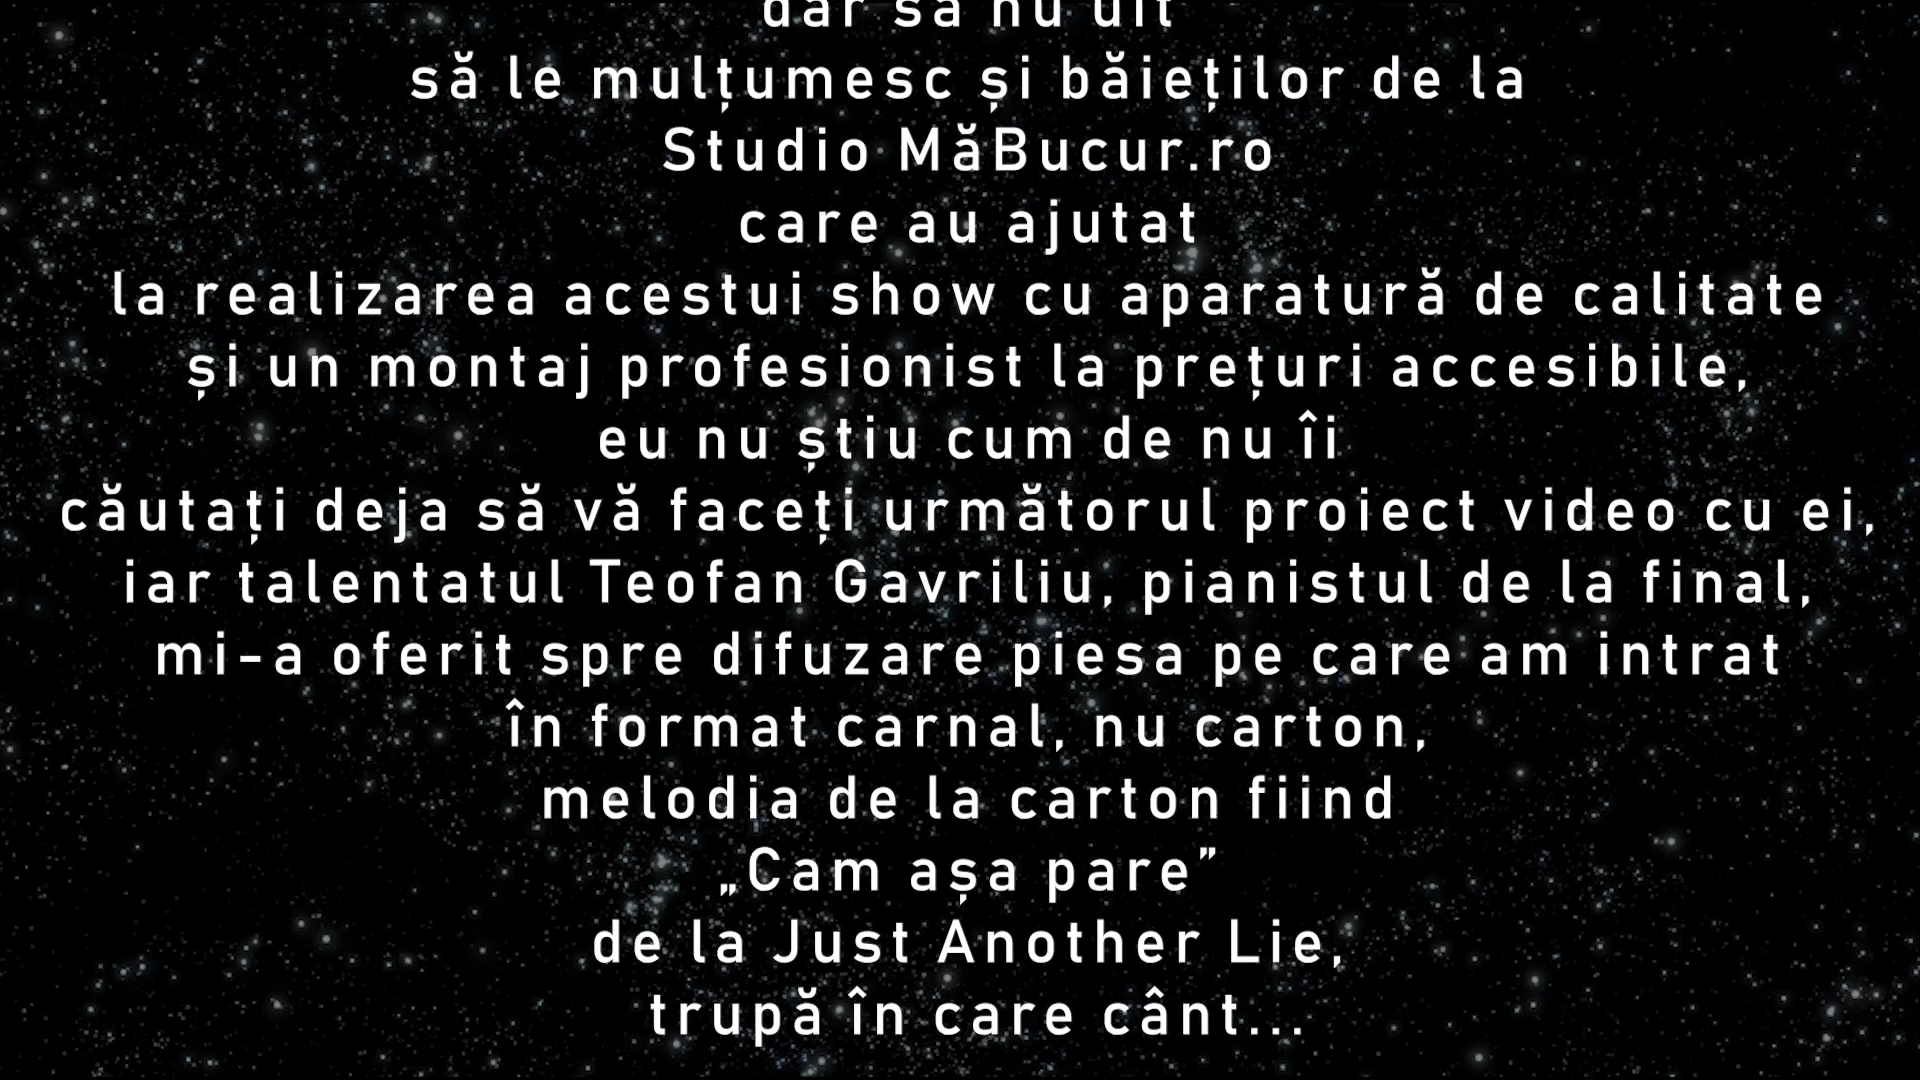 dar să nu uit
să le mulțumesc și băieților de la
Studio MăBucur.ro
care au ajutat
la realizarea acestui show cu aparatură de calitate
și un montaj profesionist la prețuri accesibile,
eu nu știu cum de nu îi
căutați deja să vă faceți următorul proiect video cu ei,
iar talentatul Teofan Gavriliu, pianistul de la final,
mi-a oferit spre difuzare piesa pe care am intrat
în format carnal, nu carton,
melodia de la carton fiind
„Cam așa pare”
de la Just Another Lie,
trupă în care cânt...